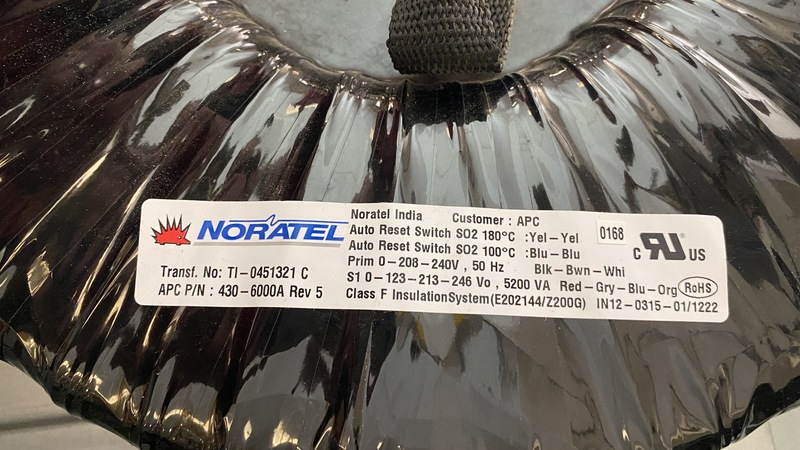 NORATEL
Noratel India Customer : APC
Auto Reset Switch SO2 180°C :Yel-Yel
0168
Auto Reset Switch SO2 100°C :Blu-Blu
Prim 0-208-240V , 50 Hz Blk-Bwn-Whi
S1 0-123-213-246 Vo , 5200 VA Red-Gry-Blu-Org RoHS
Class F InsulationSystem(E202144/Z200G) IN12-0315-01/1222
Transf. No: TI-0451321 C
APC P/N : 430-6000A Rev 5
c RU® US